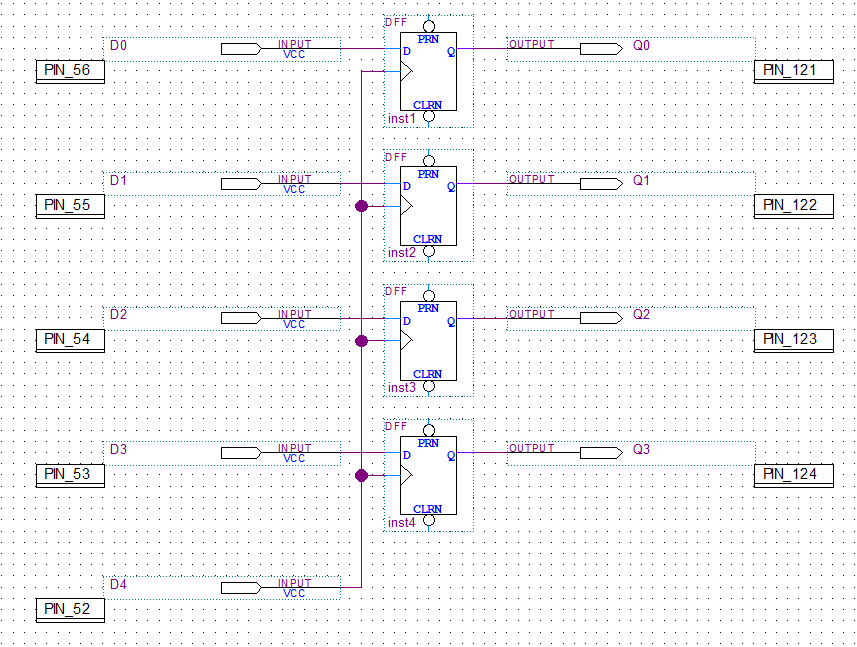 DFF
D0 INPUT PRN OUTPUT Q0
VCC D Q
PIN_56 PIN_121
CLRN
inst1
DFF
D1 INPUT PRN OUTPUT Q1
VCC D Q
PIN_55 PIN_122
CLRN
inst2
DFF
D2 INPUT PRN OUTPUT Q2
VCC D Q
PIN_54 PIN_123
CLRN
inst3
DFF
D3 INPUT PRN OUTPUT Q3
VCC D Q
PIN_53 PIN_124
CLRN
inst4
D4 INPUT
VCC
PIN_52